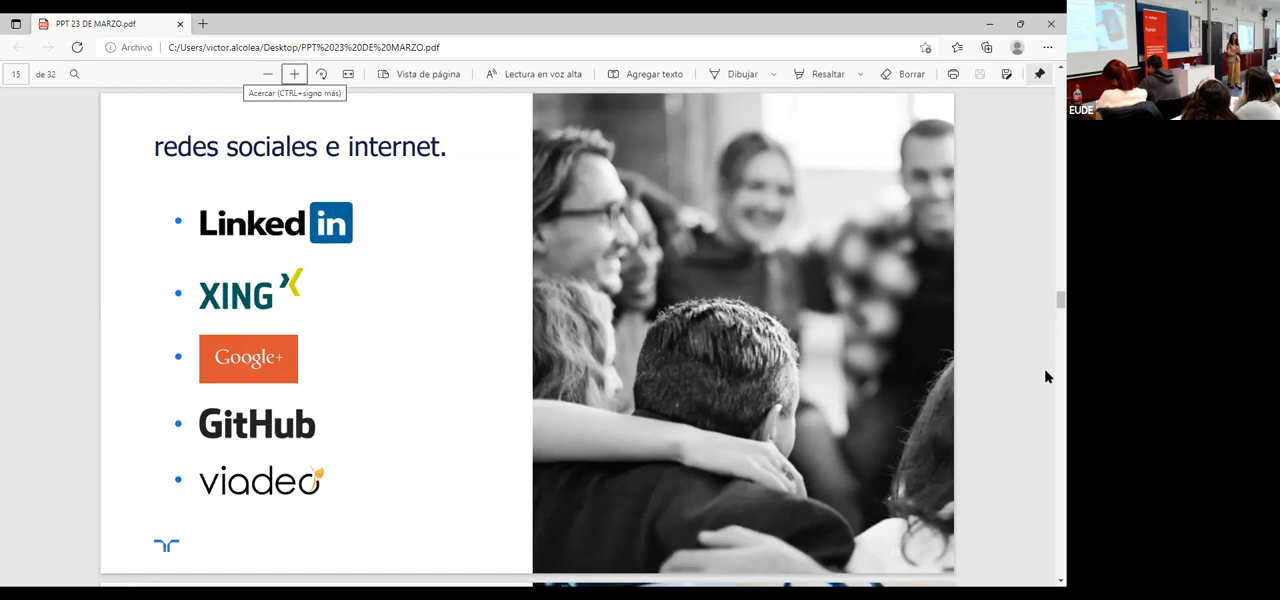 PPT 23 DE MARZO.pdf
Archivo
C:/Users/victor.alcolea/Desktop/PPT%2023%20DE%20MARZO.pdf
15
de 32
Vista de página
Lectura en voz alta
Agregar texto
Dibujar
Resaltar
Borrar
Acercar (CTRL+signo más)
redes sociales e internet.
Linkedin
XING
Google+
GitHub
viadeo
EUDE